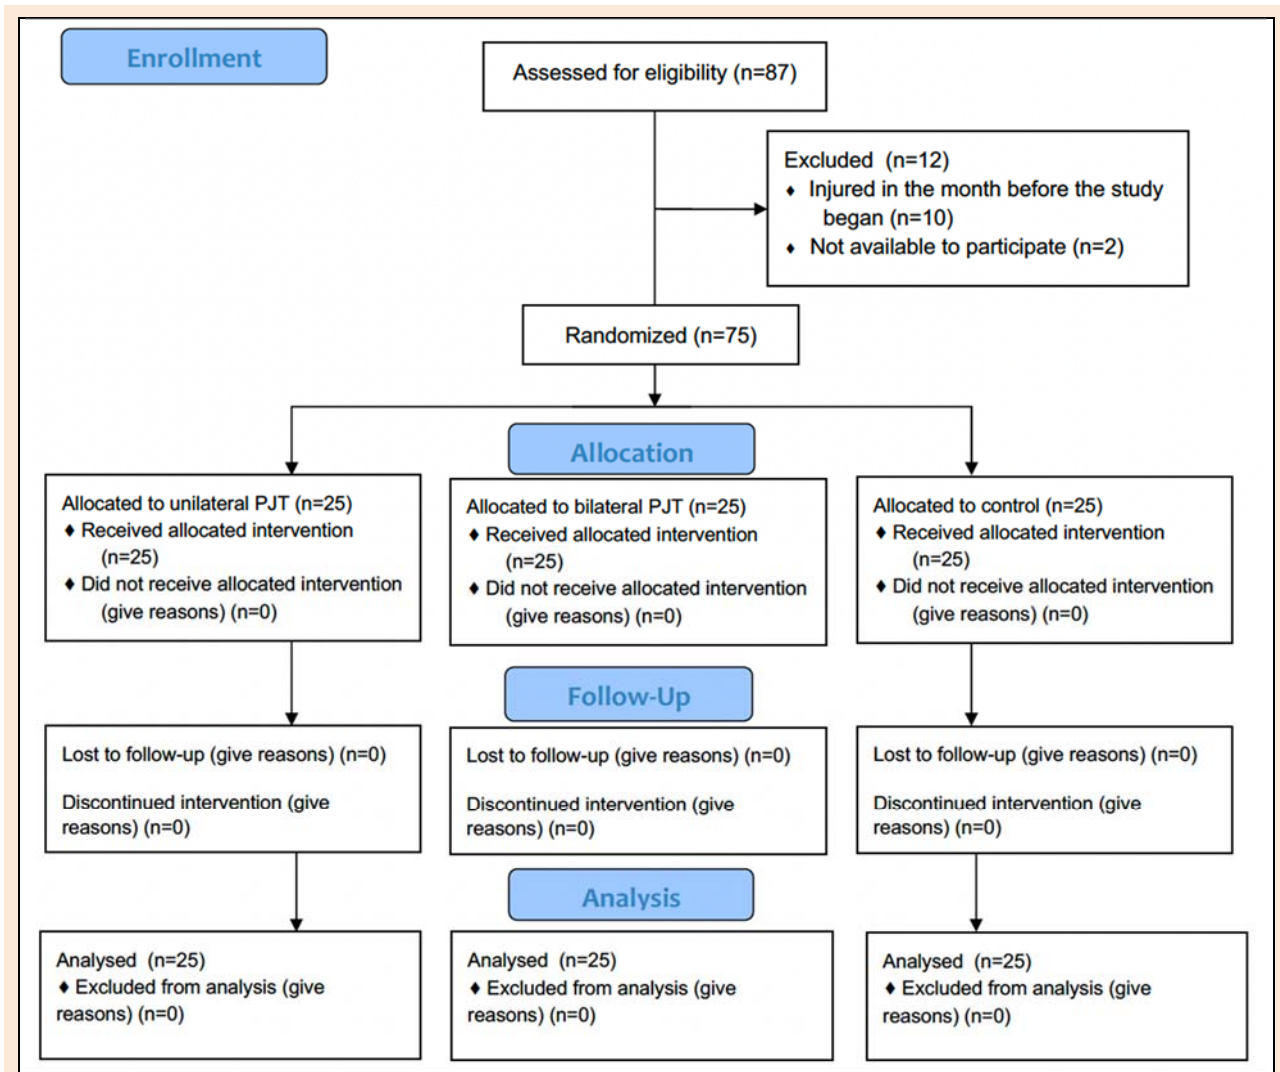 Enrollment
Assessed for eligibility (n=87)
Excluded (n=12)
♦ Injured in the month before the study
began (n=10)
♦ Not available to participate (n=2)
Randomized (n=75)
Allocation
Allocated to unilateral PJT (n=25)
♦ Received allocated intervention
(n=25)
♦ Did not receive allocated intervention
(give reasons) (n=0)
Allocated to bilateral PJT (n=25)
♦ Received allocated intervention
(n=25)
♦ Did not receive allocated intervention
(give reasons) (n=0)
Allocated to control (n=25)
♦ Received allocated intervention
(n=25)
♦ Did not receive allocated intervention
(give reasons) (n=0)
Follow-Up
Lost to follow-up (give reasons) (n=0)
Discontinued intervention (give
reasons) (n=0)
Lost to follow-up (give reasons) (n=0)
Discontinued intervention (give
reasons) (n=0)
Lost to follow-up (give reasons) (n=0)
Discontinued intervention (give
reasons) (n=0)
Analysis
Analysed (n=25)
♦ Excluded from analysis (give
reasons) (n=0)
Analysed (n=25)
♦ Excluded from analysis (give
reasons) (n=0)
Analysed (n=25)
♦ Excluded from analysis (give
reasons) (n=0)